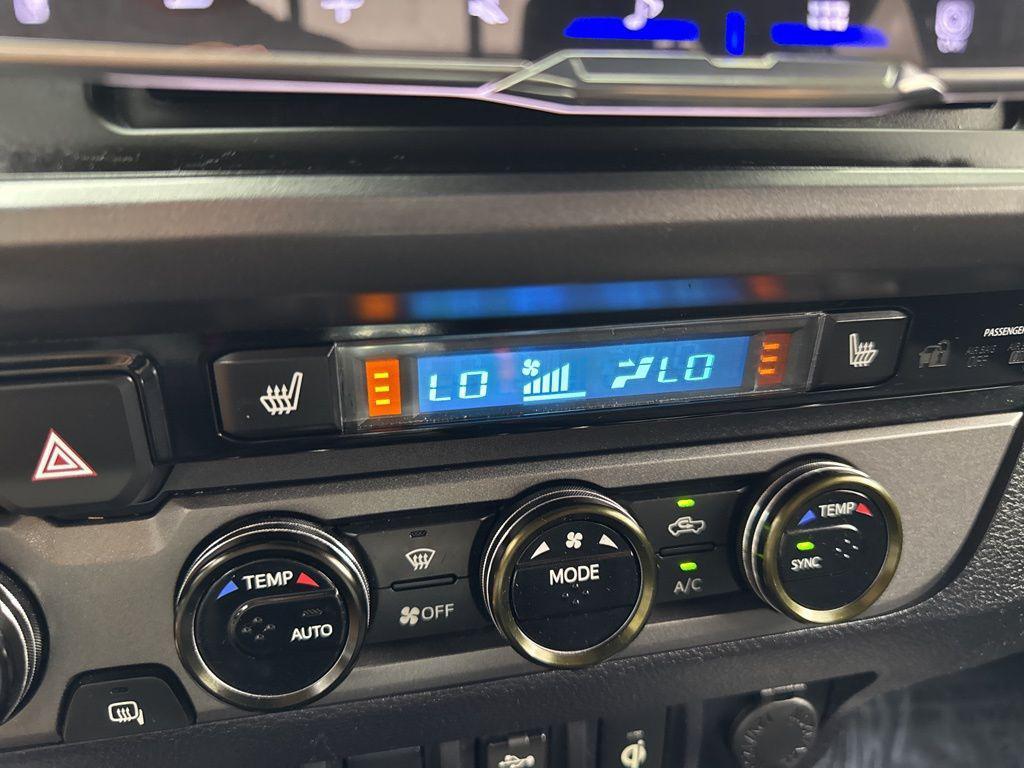 PASSENGER
LO LO
TEMP
AUTO
OFF
MODE
A/C
TEMP
SYNC